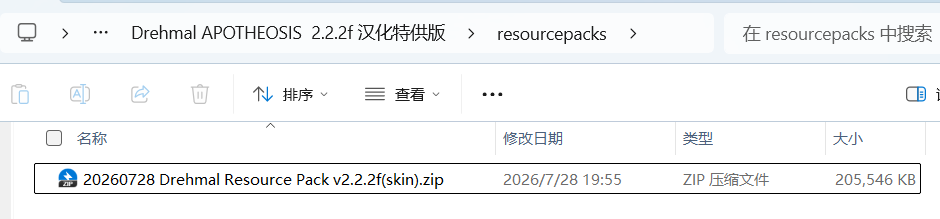 Drehmal APOTHEOSIS 2.2.2f 汉化特供版 resourcepacks 在 resourcepacks 中搜索
排序 查看
名称 修改日期 类型 大小
ZIP 20260728 Drehmal Resource Pack v2.2.2f(skin).zip 2026/7/28 19:55 ZIP 压缩文件 205,546 KB